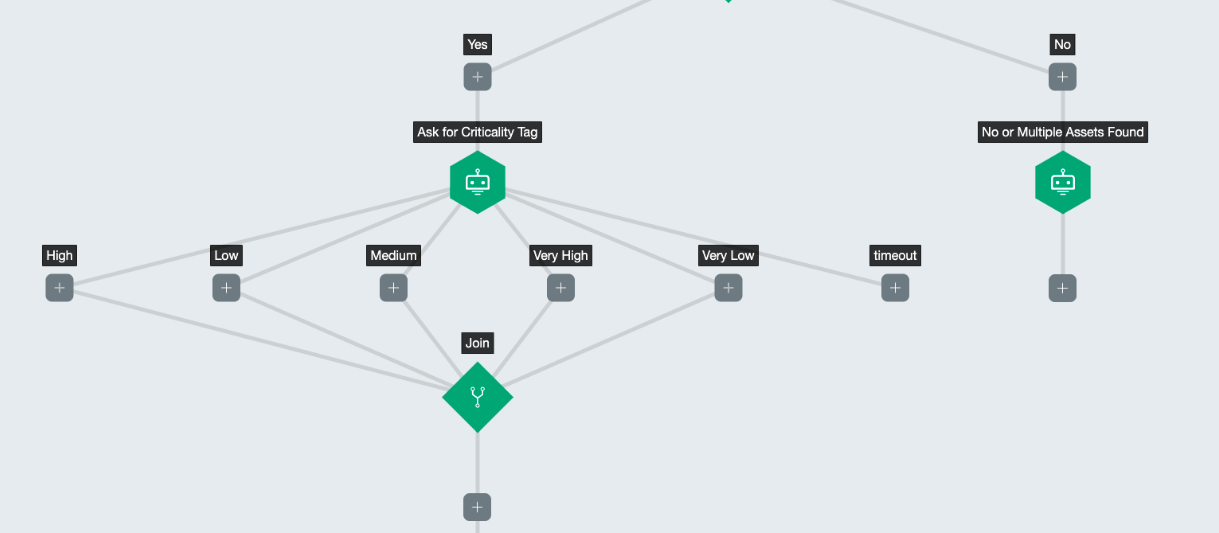 Yes
No
Ask for Criticality Tag
No or Multiple Assets Found
High
Low
Medium
Very High
Very Low
timeout
Join